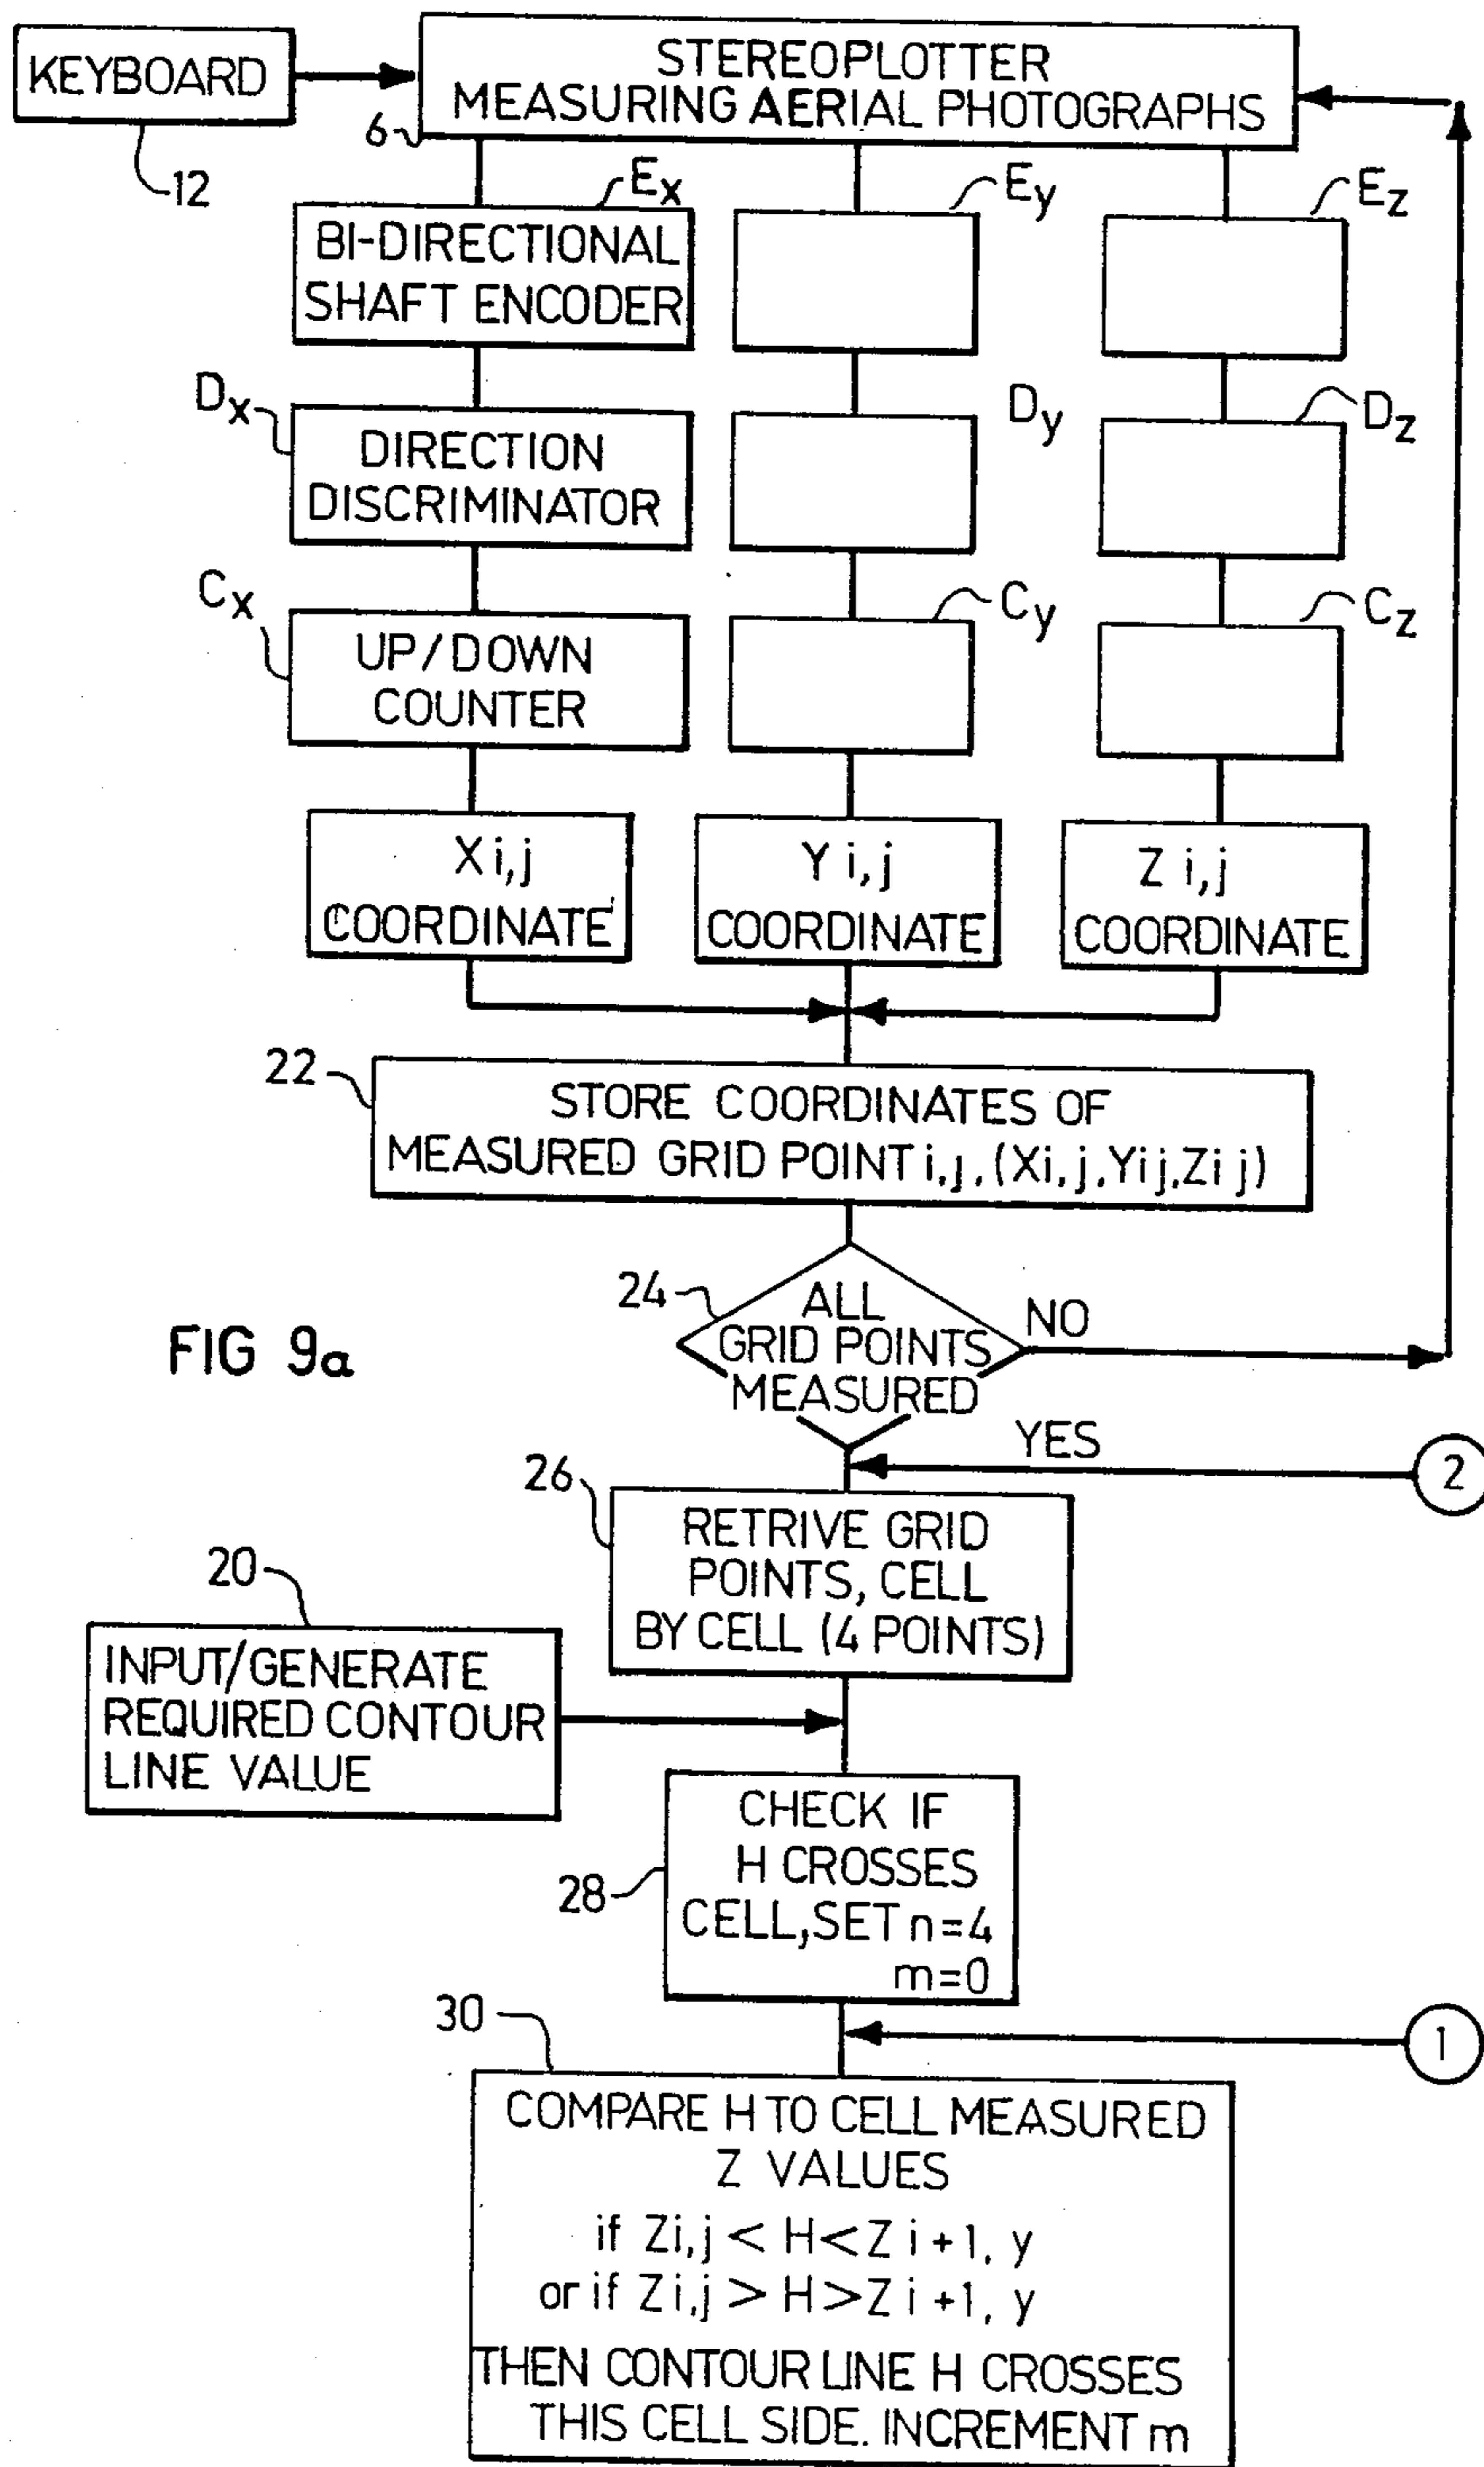 KEYBOARD
12
STEREOPLOTTER
MEASURING AERIAL PHOTOGRAPHS
6
Ex
BI-DIRECTIONAL
SHAFT ENCODER
Ey
Ez
Dx
DIRECTION
DISCRIMINATOR
Dy
Dz
Cx
UP/DOWN
COUNTER
Cy
Cz
Xi,j
COORDINATE
Y i,j
COORDINATE
Z i,j
COORDINATE
22
STORE COORDINATES OF
MEASURED GRID POINT i,j, (Xi,j,Yij,Zij)
24
ALL
GRID POINTS
MEASURED
NO
FIG 9a
YES
2
26
RETRIVE GRID
POINTS, CELL
BY CELL (4 POINTS)
20
INPUT/GENERATE
REQUIRED CONTOUR
LINE VALUE
28
CHECK IF
H CROSSES
CELL,SET n=4
m=0
1
30
COMPARE H TO CELL MEASURED
Z VALUES
if Zi,j < H < Z i+1, y
or if Zi,j > H > Z i+1, y
THEN CONTOUR LINE H CROSSES
THIS CELL SIDE. INCREMENT m